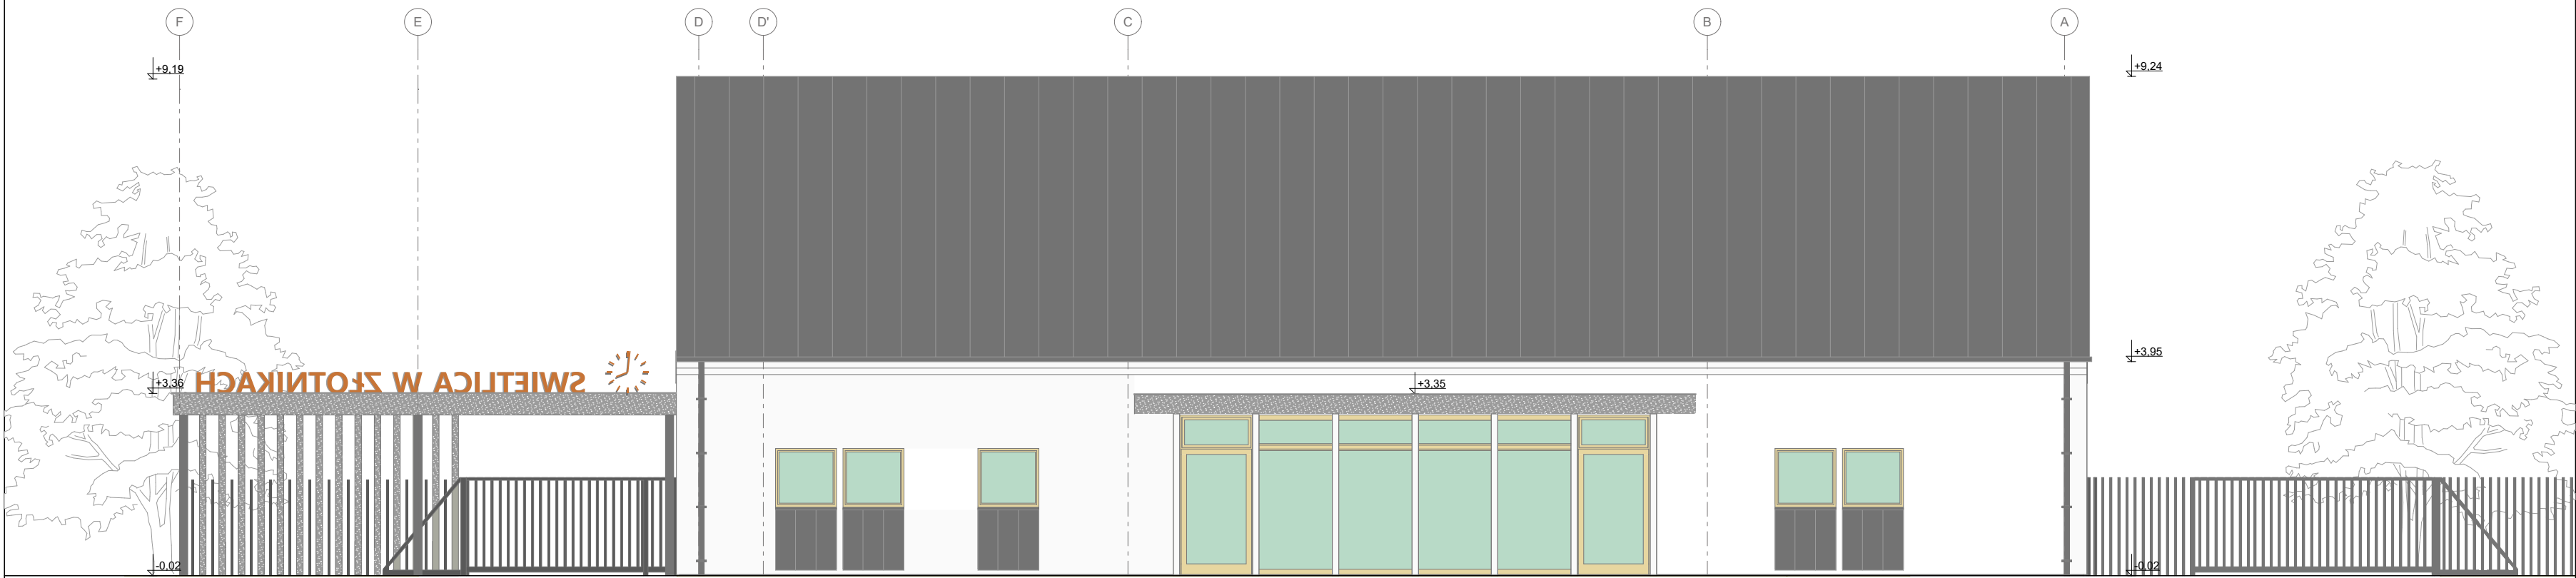 F E D D' C B A
+9,19 +9,24
+3,95
SWIETLICA W ZŁOTNIKACH
+3,36 +3,35
-0,02 -0,02